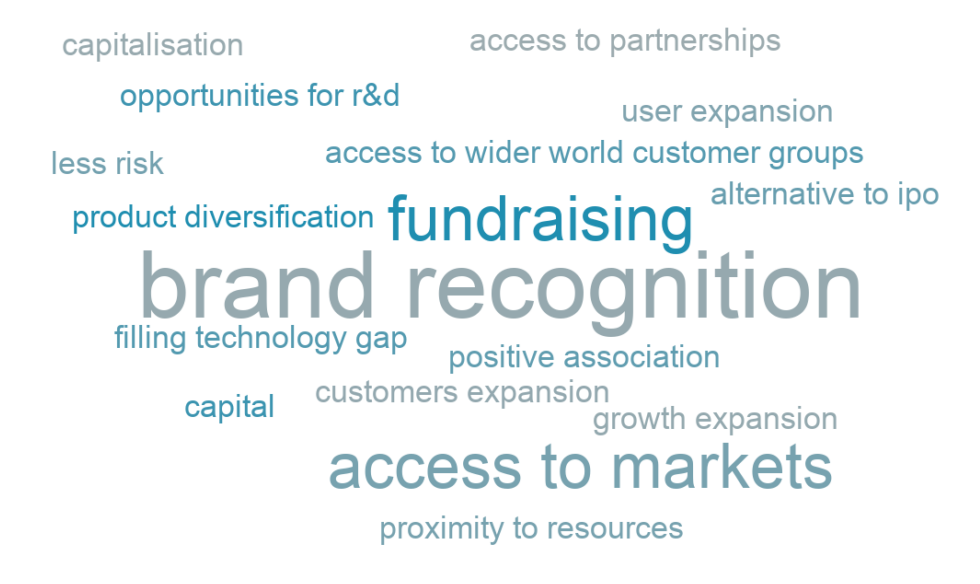 capitalisation
access to partnerships
opportunities for r&d
user expansion
access to wider world customer groups
less risk
alternative to ipo
product diversification
fundraising
brand recognition
filling technology gap
positive association
customers expansion
capital
growth expansion
access to markets
proximity to resources